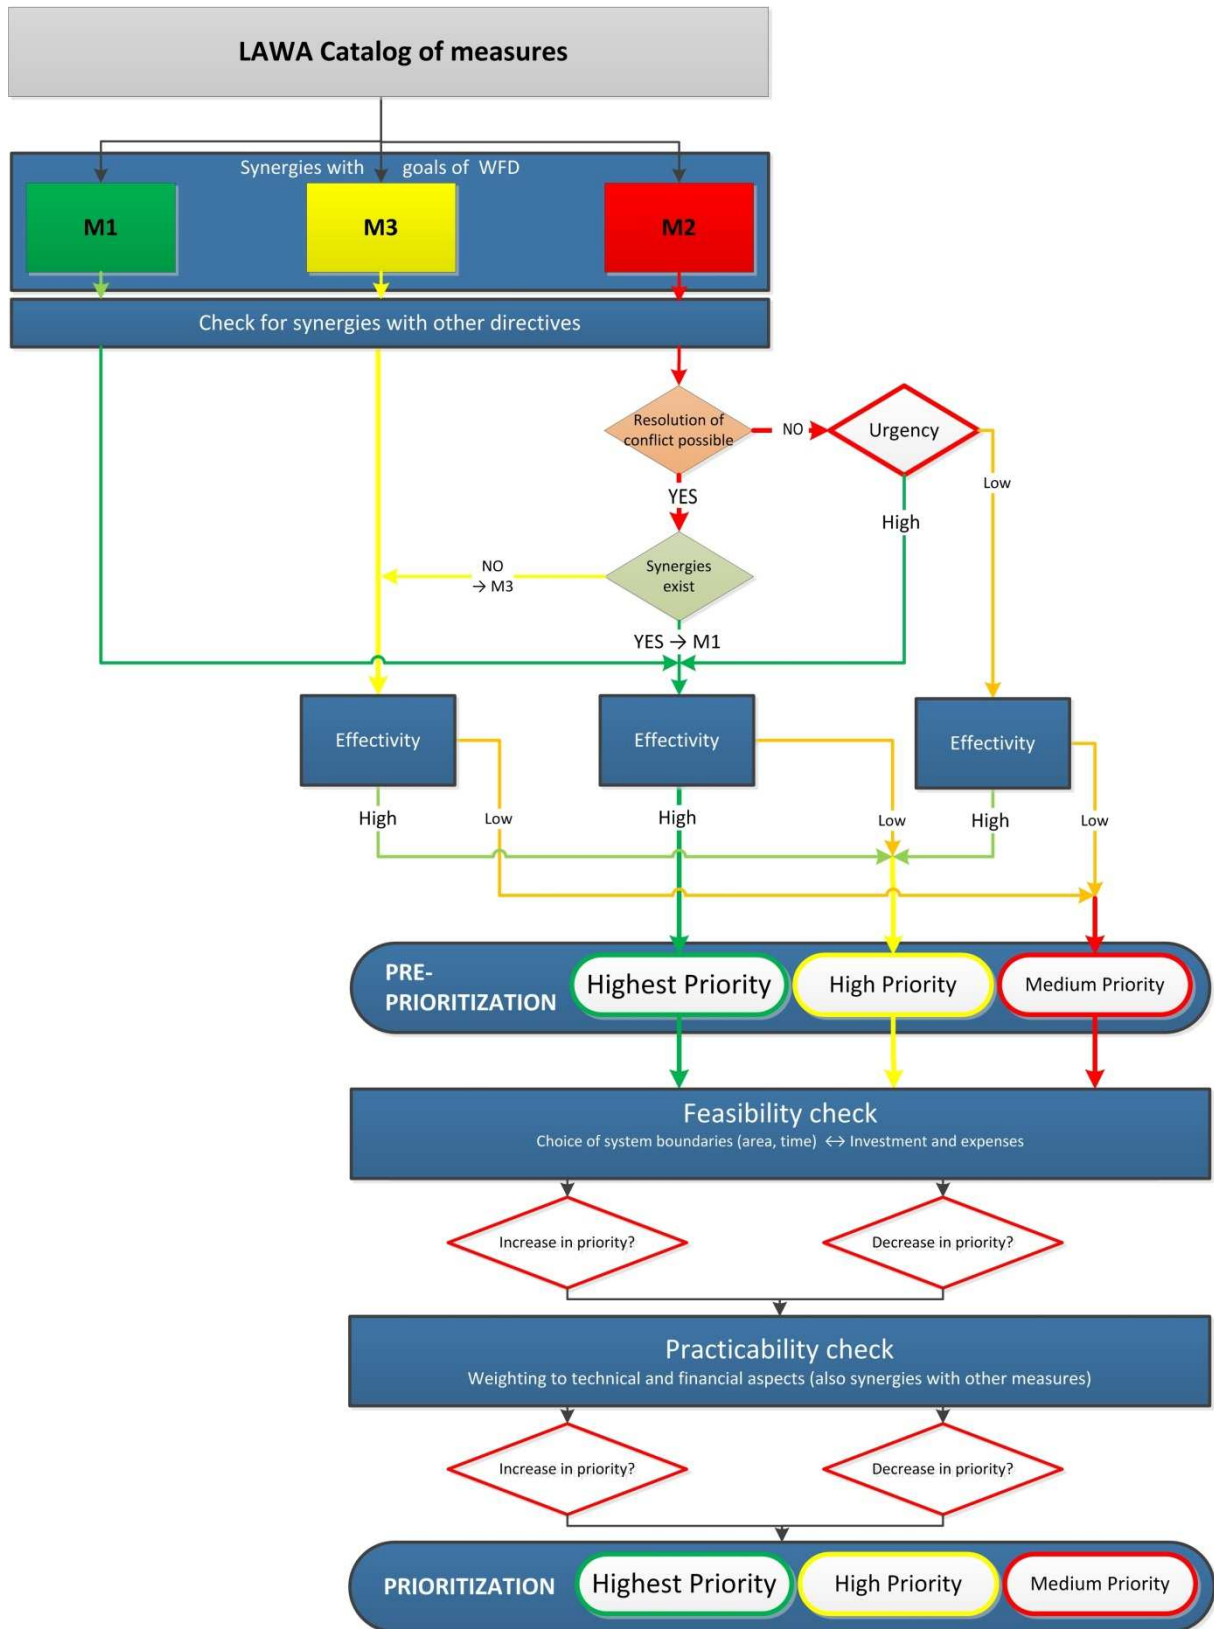 LAWA Catalog of measures
Synergies with goals of WFD
M1
M3
M2
Check for synergies with other directives
Resolution of
conflict possible
NO
Urgency
Low
YES
High
NO
→ M3
Synergies
exist
YES → M1
Effectivity
Effectivity
Effectivity
High
Low
High
Low
High
Low
PRE-
PRIORITIZATION
Highest Priority
High Priority
Medium Priority
Feasibility check
Choice of system boundaries (area, time) ↔ Investment and expenses
Increase in priority?
Decrease in priority?
Practicability check
Weighting to technical and financial aspects (also synergies with other measures)
Increase in priority?
Decrease in priority?
PRIORITIZATION
Highest Priority
High Priority
Medium Priority